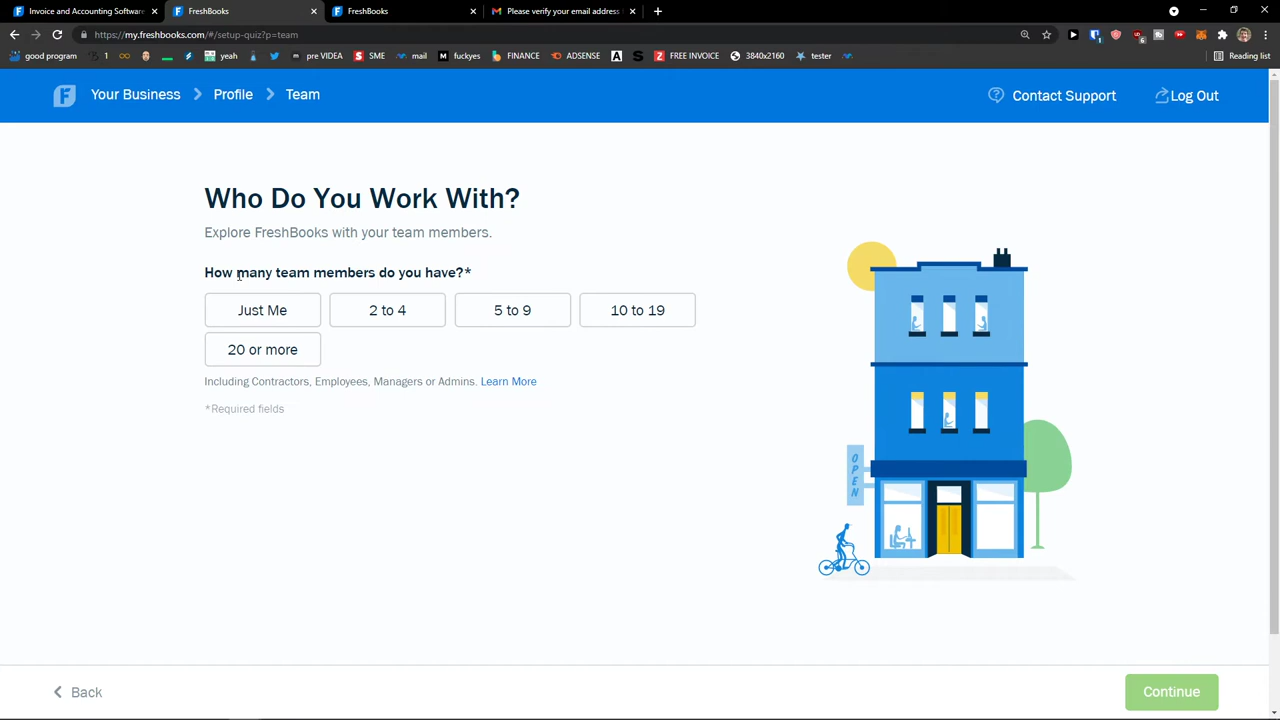 Invoice and Accounting Software
FreshBooks
FreshBooks
Please verify your email address
https://my.freshbooks.com/#/setup-quiz?p=team
good program
1
yeah
pre VIDEA
SME
mail
fuckyes
FINANCE
ADSENSE
FREE INVOICE
3840x2160
tester
Reading list
Your Business
Profile
Team
Contact Support
Log Out
Who Do You Work With?
Explore FreshBooks with your team members.
How many team members do you have?*
Just Me
2 to 4
5 to 9
10 to 19
20 or more
Including Contractors, Employees, Managers or Admins. Learn More
*Required fields
OPEN
Back
Continue